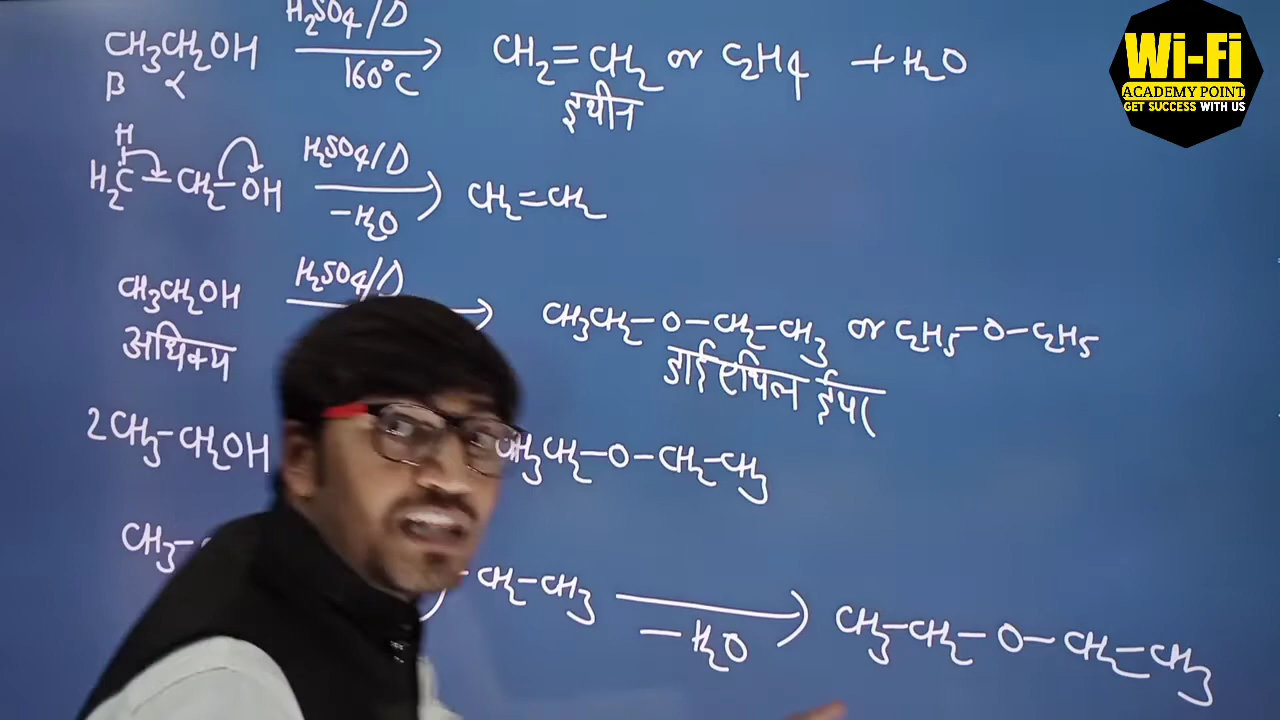 H₂SO₄/Δ
CH₃CH₂OH ⟶ CH₂=CH₂ or C₂H₄ + H₂O
β α 160°C इथीन
H
H₂SO₄/Δ
H₂C–CH₂–OH ⟶ CH₂=CH₂
–H₂O
H₂SO₄/Δ
CH₃CH₂OH ⟶ CH₃CH₂–O–CH₂–CH₃ or C₂H₅–O–C₂H₅
अधिक्य डाई एथिल ईथर
2CH₃–CH₂OH CH₃CH₂–O–CH₂–CH₃
CH₃– CH₂–CH₃ ⟶ CH₃–CH₂–O–CH₂–CH₃
–H₂O
Wi-Fi
ACADEMY POINT
GET SUCCESS WITH US